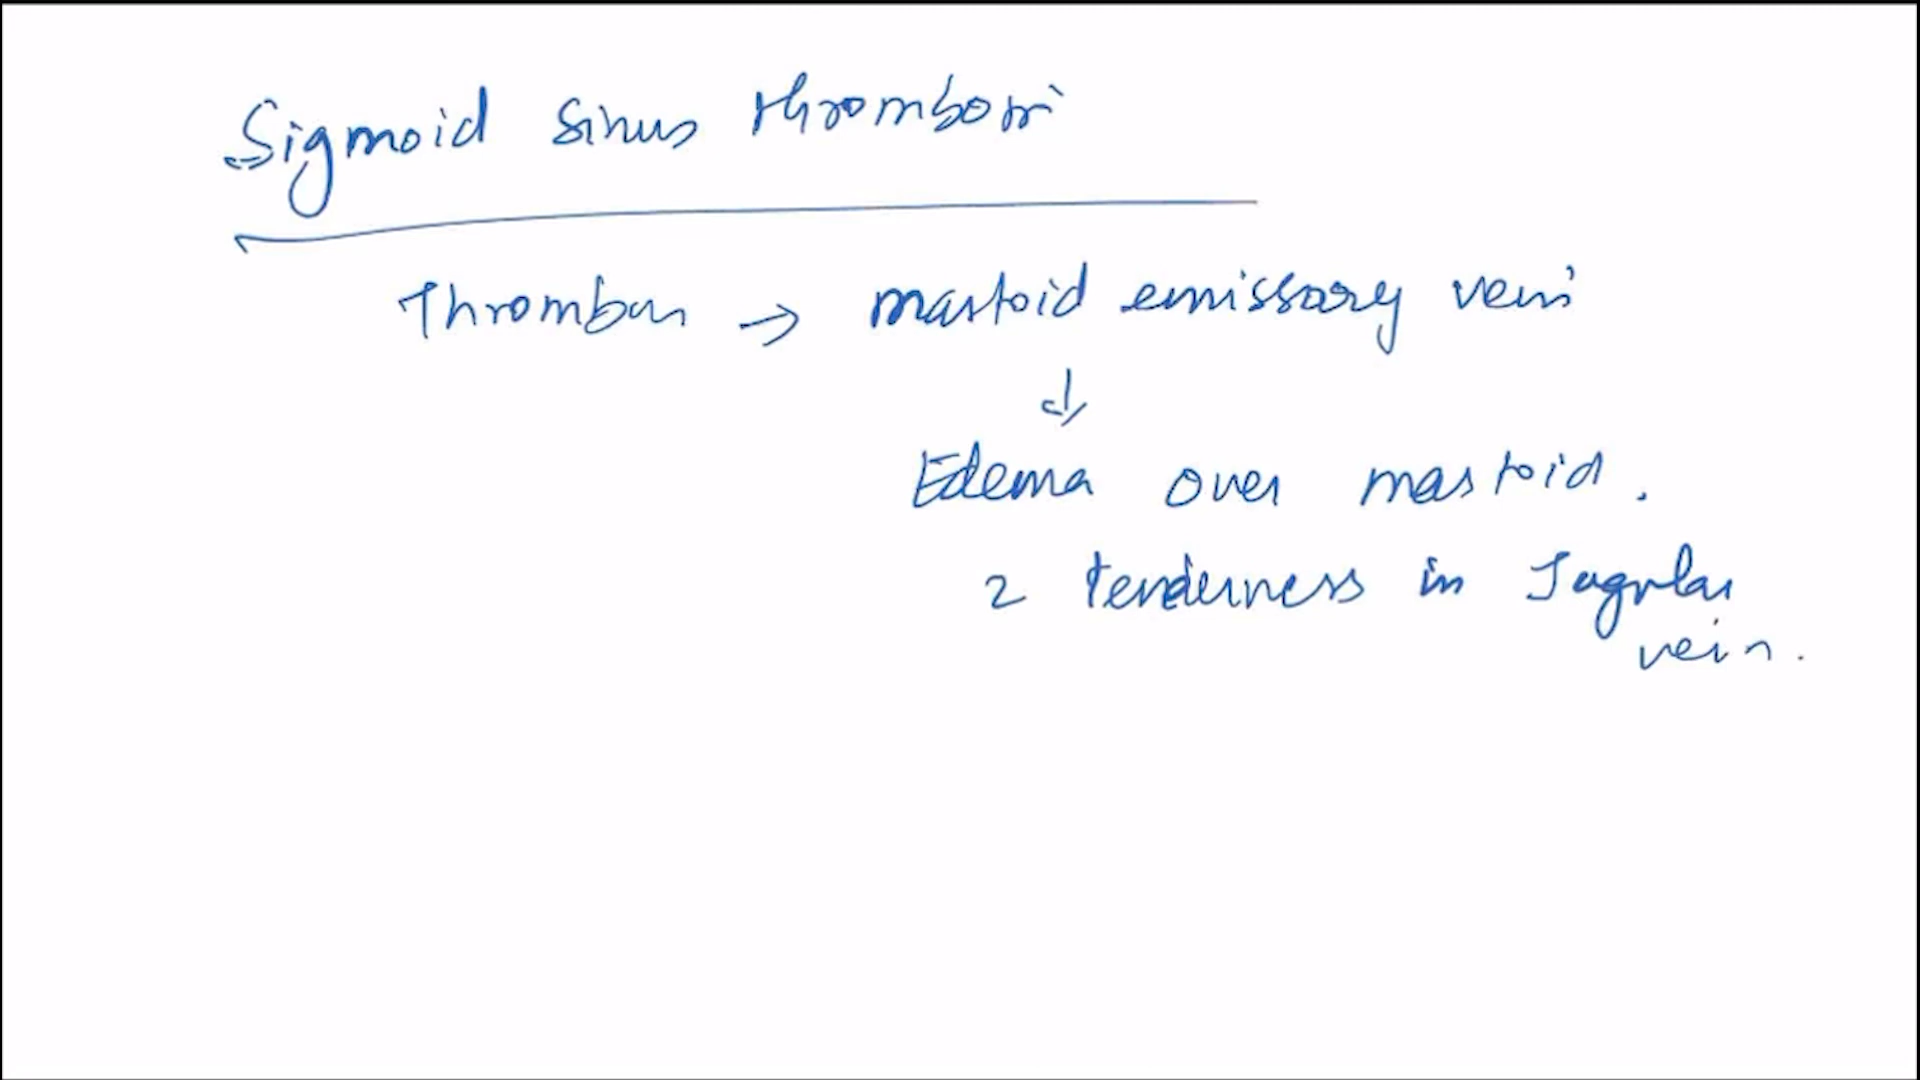 Sigmoid sinus thrombosis
Thrombus → mastoid emissary vein
↓
Edema over mastoid.
2 tenderness in Jugular
vein.